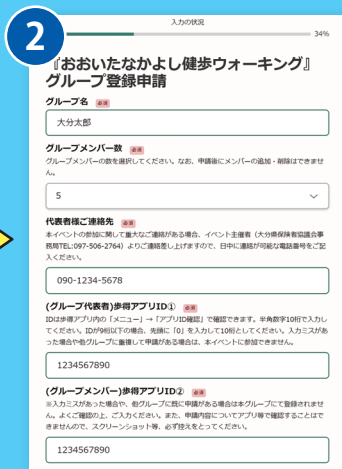 2
入力の状況
34%
『おおいたなかよし健歩ウォーキング』
グループ登録申請
グループ名 必須
大分太郎
グループメンバー数 必須
グループメンバーの数を選択してください。なお、申請後にメンバーの追加・削除はできませ
ん。
5
代表者様ご連絡先 必須
本イベントの参加に関して重大なご連絡がある場合、イベント主催者（大分県保険者協議会事
務局TEL:097-506-2764）よりご連絡差し上げますので、日中に連絡が可能な電話番号をご記
入ください。
090-1234-5678
(グループ代表者)歩得アプリID① 必須
IDは歩得アプリ内の「メニュー」→「アプリID確認」で確認できます。半角数字10桁で入力し
てください。IDが9桁以下の場合、先頭に「0」を入力して10桁としてください。入力ミスがあ
った場合や他グループに重複して申請がある場合は、本イベントに参加できません。
1234567890
(グループメンバー)歩得アプリID② 必須
※入力ミスがあった場合や、他グループに既に申請がある場合は本グループにて登録されませ
ん。よくご確認の上、ご入力ください。また、申請内容についてアプリ等で確認することはで
きませんので、スクリーンショット等、必ず控えをとってください。
1234567890